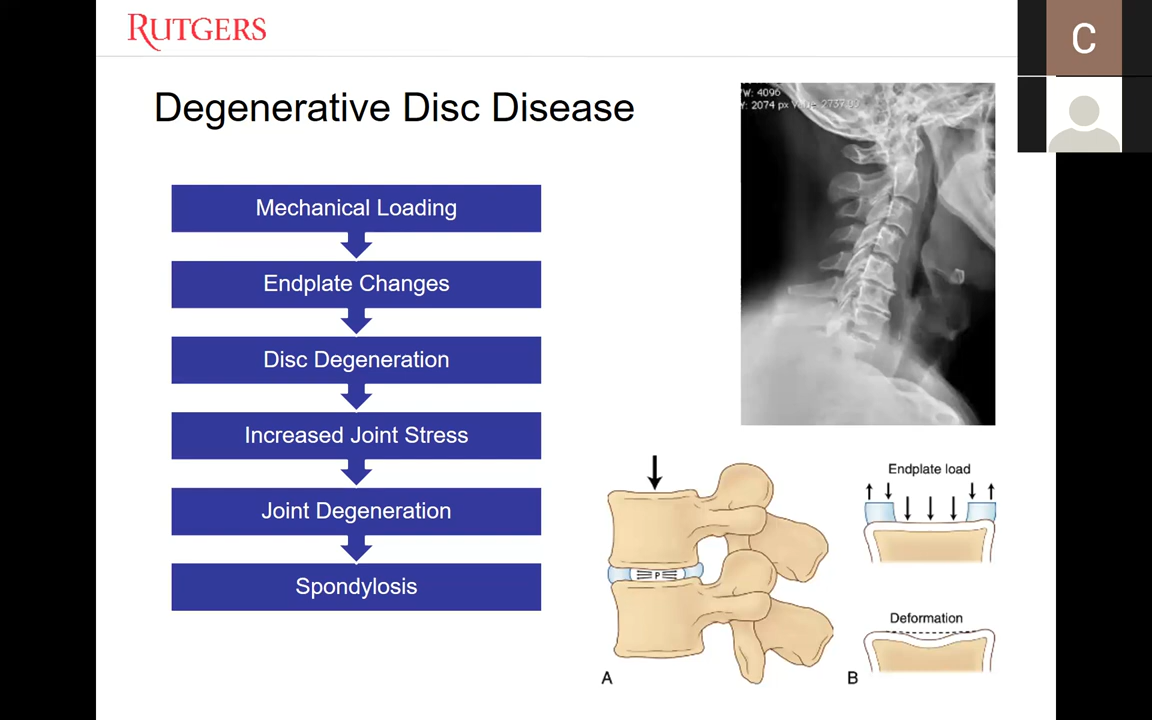 RUTGERS
C
Degenerative Disc Disease
W: 4096
Mechanical Loading
Endplate Changes
Disc Degeneration
Increased Joint Stress
Joint Degeneration
Spondylosis
Endplate load
P
Deformation
A
B